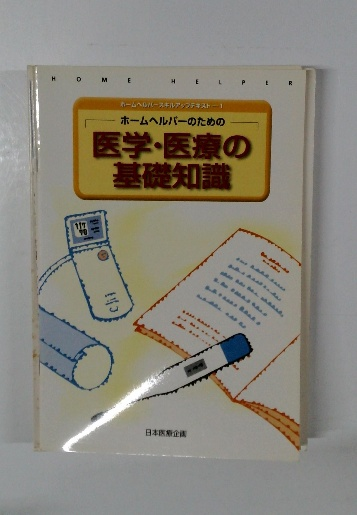 HOME HELPER
ホームヘルパースキルアップテキスト—1
ホームヘルパーのための
医学・医療の
基礎知識
日本医療企画